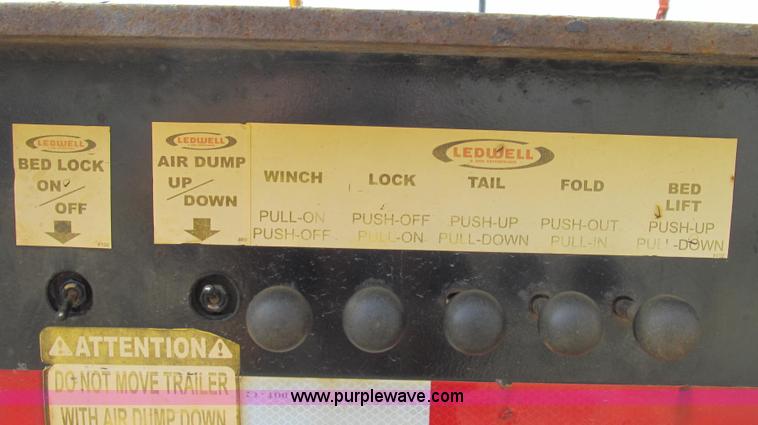 LEDWELL
BED LOCK
ON
OFF
LEDWELL
AIR DUMP
UP
DOWN
LEDWELL
WINCH LOCK TAIL FOLD BED LIFT
PULL-ON PUSH-OFF PUSH-UP PUSH-OUT PUSH-UP
PUSH-OFF PULL-ON PULL-DOWN PULL-IN PULL-DOWN
ATTENTION
DO NOT MOVE TRAILER
WITH AIR DUMP DOWN
DOT-C2
www.purplewave.com